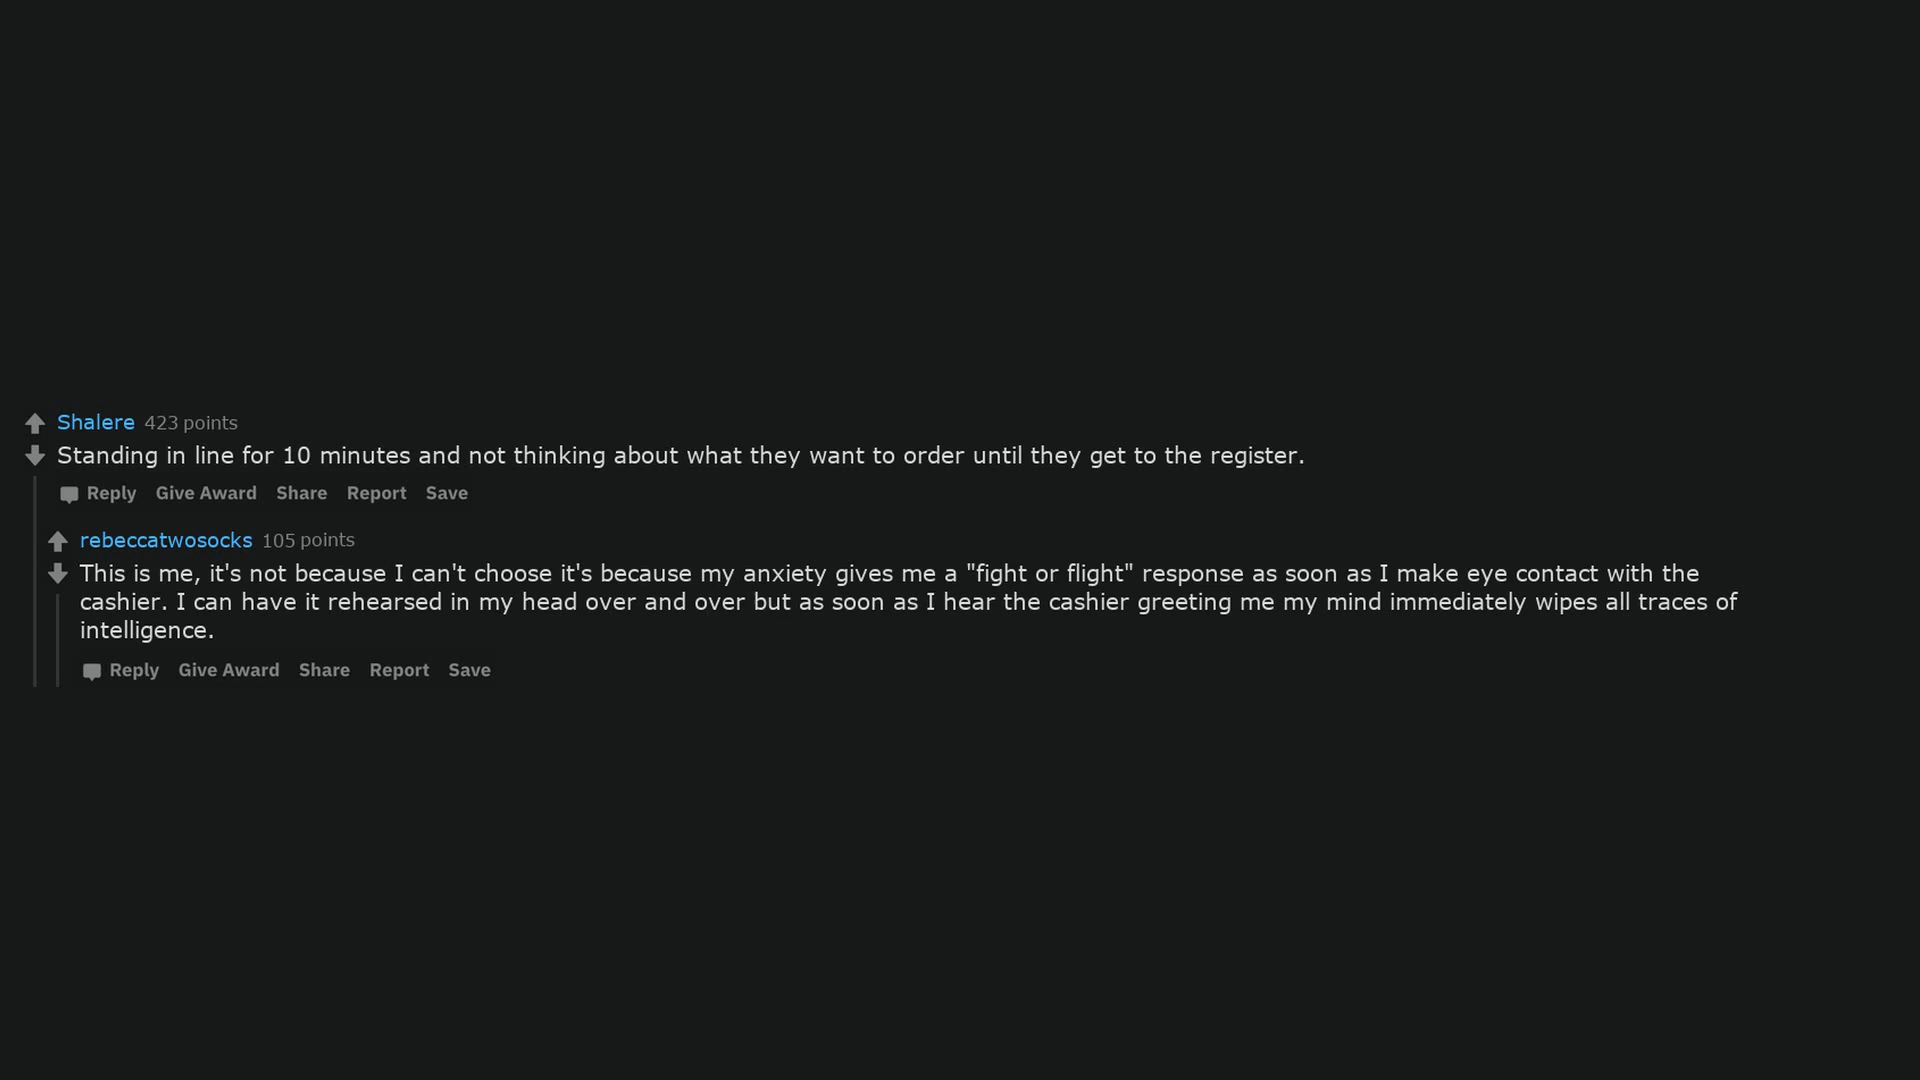 Shalere 423 points
Standing in line for 10 minutes and not thinking about what they want to order until they get to the register.
Reply Give Award Share Report Save
rebeccatwosocks 105 points
This is me, it's not because I can't choose it's because my anxiety gives me a "fight or flight" response as soon as I make eye contact with the
cashier. I can have it rehearsed in my head over and over but as soon as I hear the cashier greeting me my mind immediately wipes all traces of
intelligence.
Reply Give Award Share Report Save